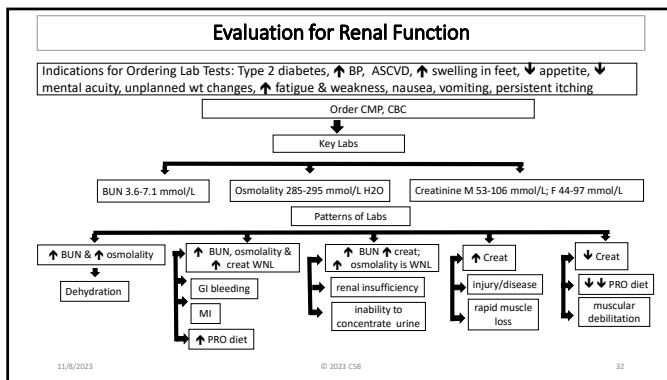 Evaluation for Renal Function
Indications for Ordering Lab Tests: Type 2 diabetes, ↑ BP, ASCVD, ↑ swelling in feet, ↓ appetite, ↓
mental acuity, unplanned wt changes, ↑ fatigue & weakness, nausea, vomiting, persistent itching
Order CMP, CBC
Key Labs
BUN 3.6-7.1 mmol/L
Osmolality 285-295 mmol/L H2O
Creatinine M 53-106 mmol/L; F 44-97 mmol/L
Patterns of Labs
↑ BUN & ↑ osmolality
Dehydration
↑ BUN, osmolality &
↑ creat WNL
GI bleeding
MI
↑ PRO diet
↑ BUN ↑ creat;
↑ osmolality is WNL
renal insufficiency
inability to
concentrate urine
↑ Creat
injury/disease
rapid muscle
loss
↓ Creat
↓ ↓ PRO diet
muscular
debilitation
11/8/2023
© 2023 CSB
32